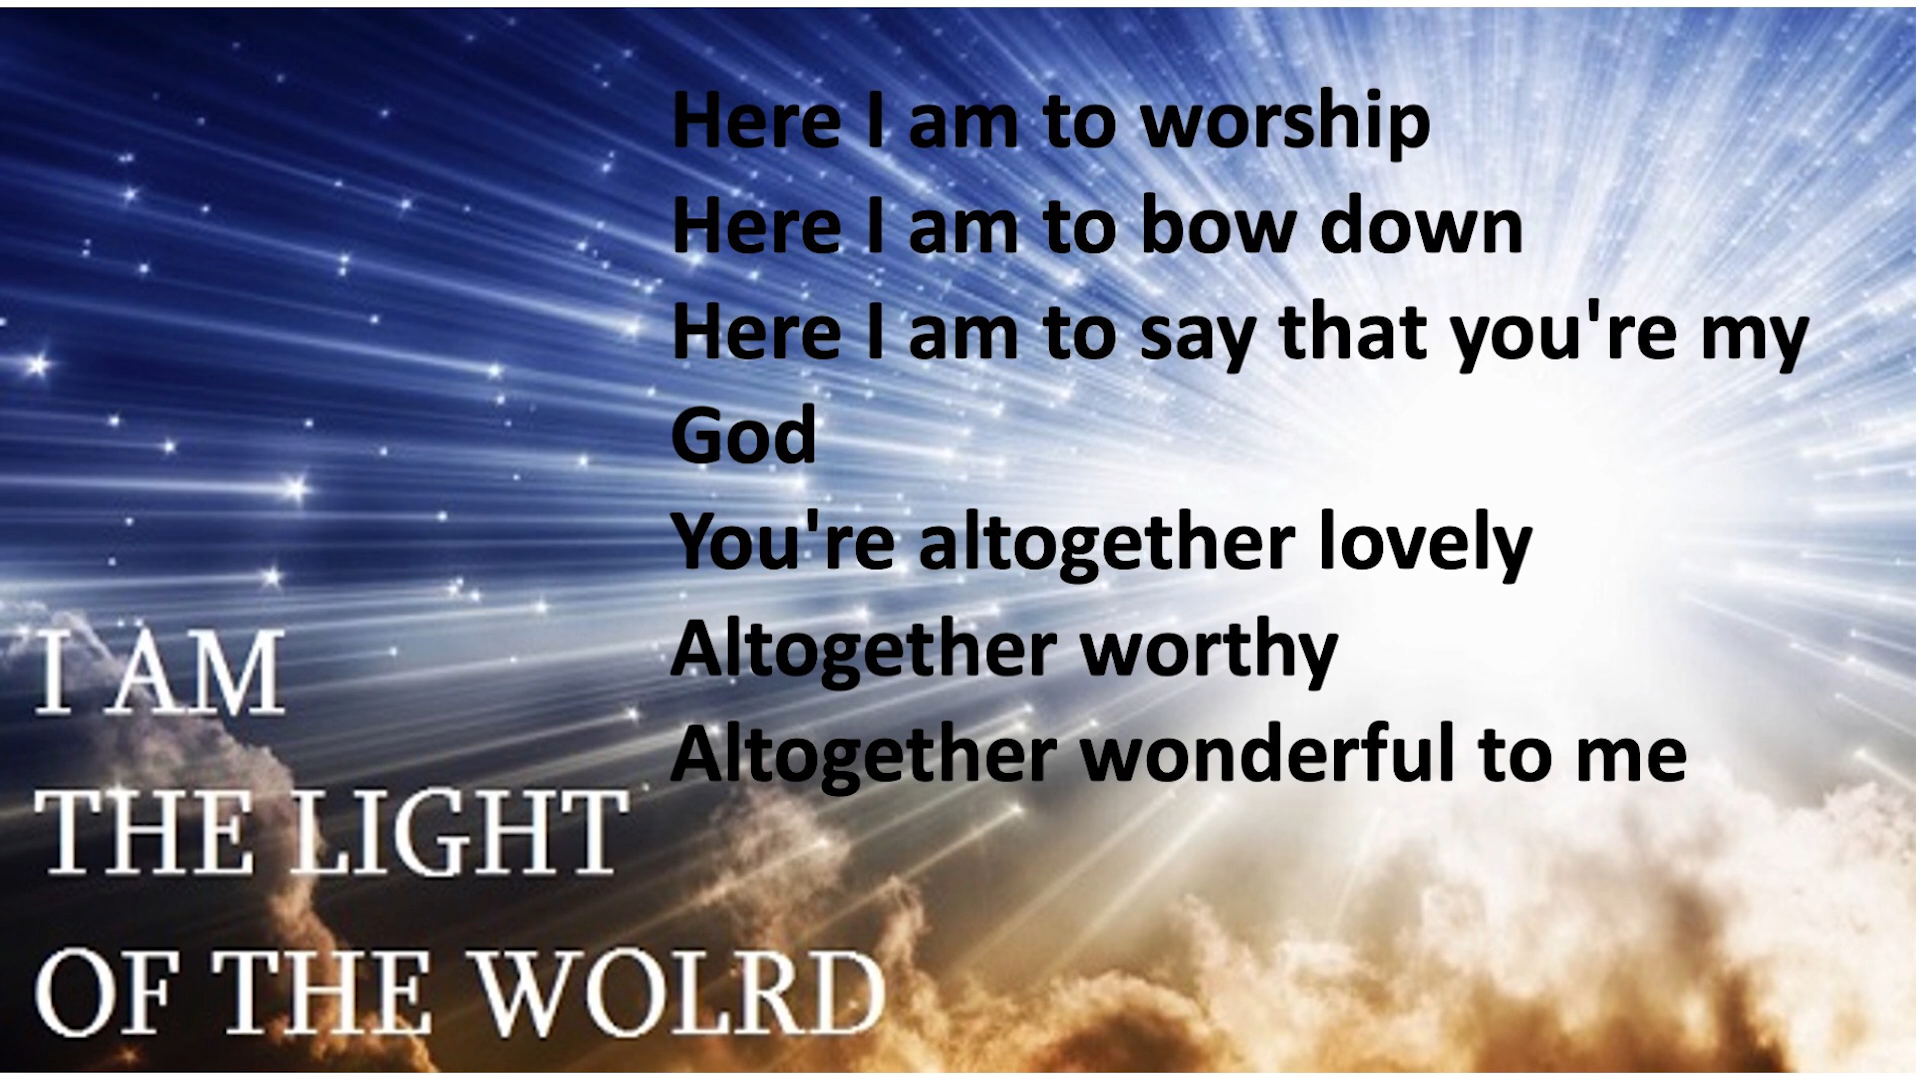 Here I am to worship
Here I am to bow down
Here I am to say that you're my
God
You're altogether lovely
Altogether worthy
Altogether wonderful to me
I AM
THE LIGHT
OF THE WOLRD